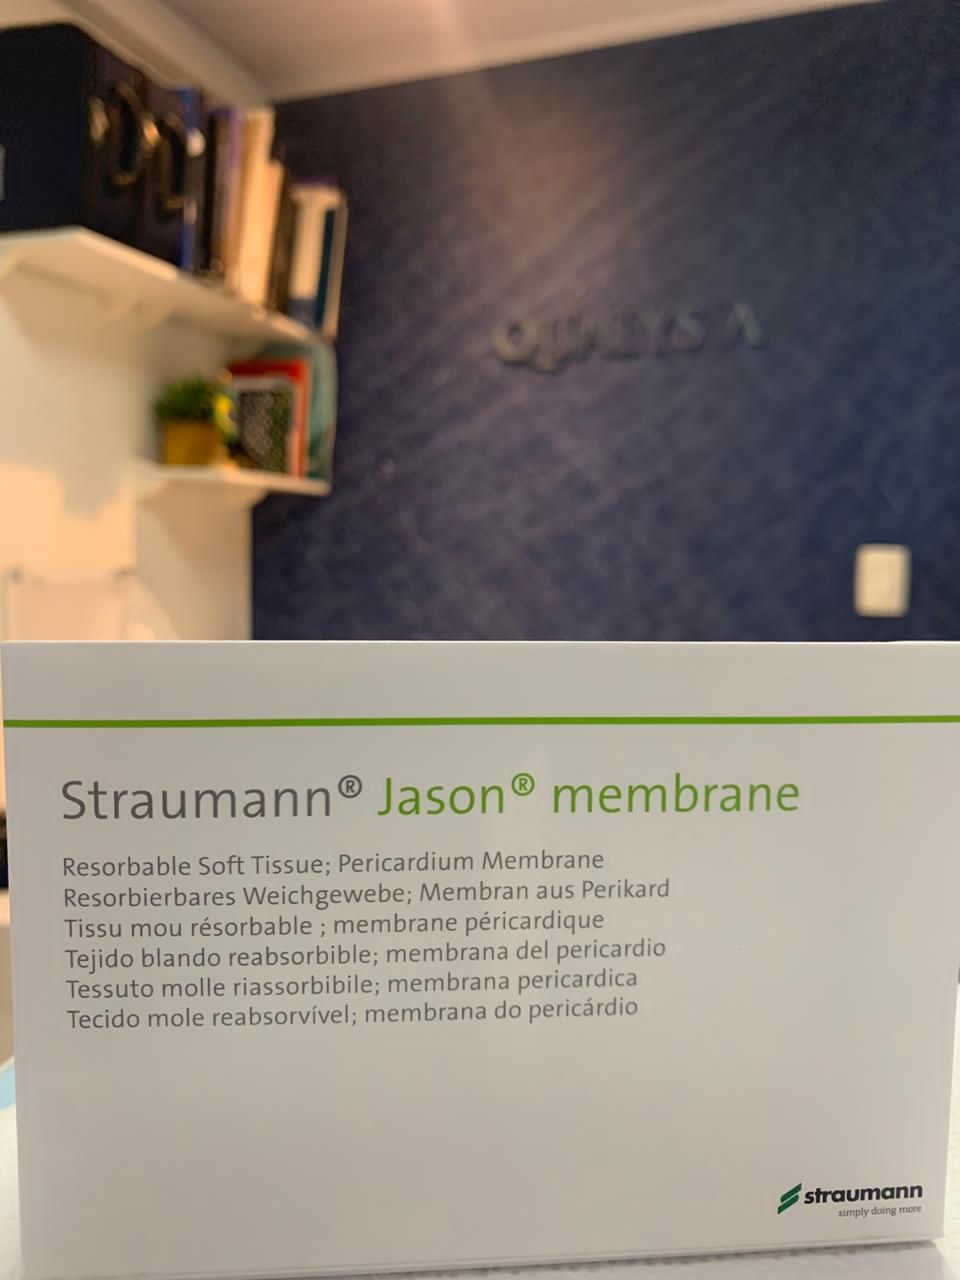 QUALYS A
Straumann® Jason® membrane
Resorbable Soft Tissue; Pericardium Membrane
Resorbierbares Weichgewebe; Membran aus Perikard
Tissu mou résorbable ; membrane péricardique
Tejido blando reabsorbible; membrana del pericardio
Tessuto molle riassorbibile; membrana pericardica
Tecido mole reabsorvível; membrana do pericárdio
straumann
simply doing more